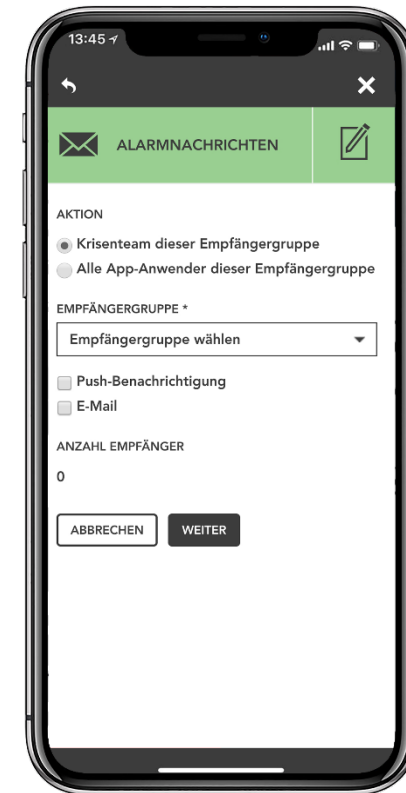 13:45
ALARMNACHRICHTEN
AKTION
Krisenteam dieser Empfängergruppe
Alle App-Anwender dieser Empfängergruppe
EMPFÄNGERGRUPPE *
Empfängergruppe wählen
Push-Benachrichtigung
E-Mail
ANZAHL EMPFÄNGER
0
ABBRECHEN WEITER